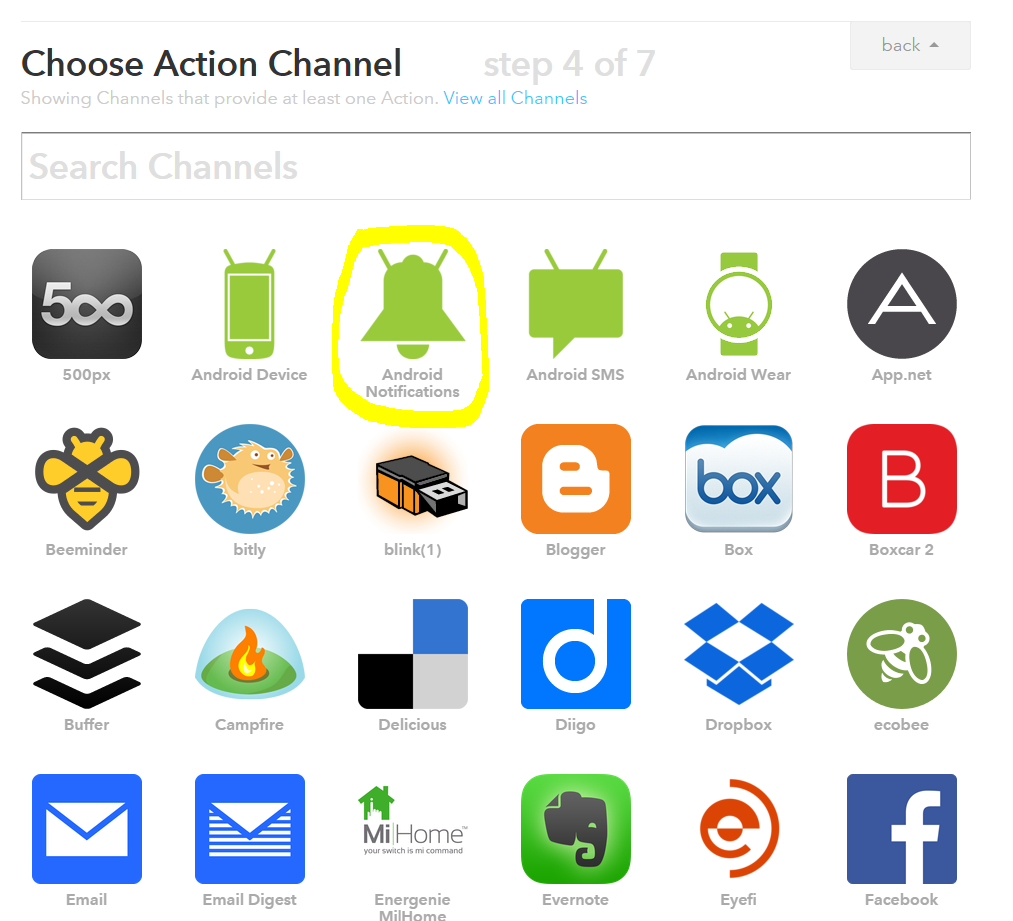 back
Choose Action Channel step 4 of 7
Showing Channels that provide at least one Action. View all Channels
Search Channels
500
500px
Android Device
Android
Notifications
Android SMS
Android Wear
App.net
Beeminder
bitly
blink(1)
Blogger
box
Box
B
Boxcar 2
Buffer
Campfire
Delicious
Diigo
Dropbox
ecobee
Email
Email Digest
Mi|Home™
your switch is mi command
Energenie
MiHome
Evernote
Eyefi
f
Facebook